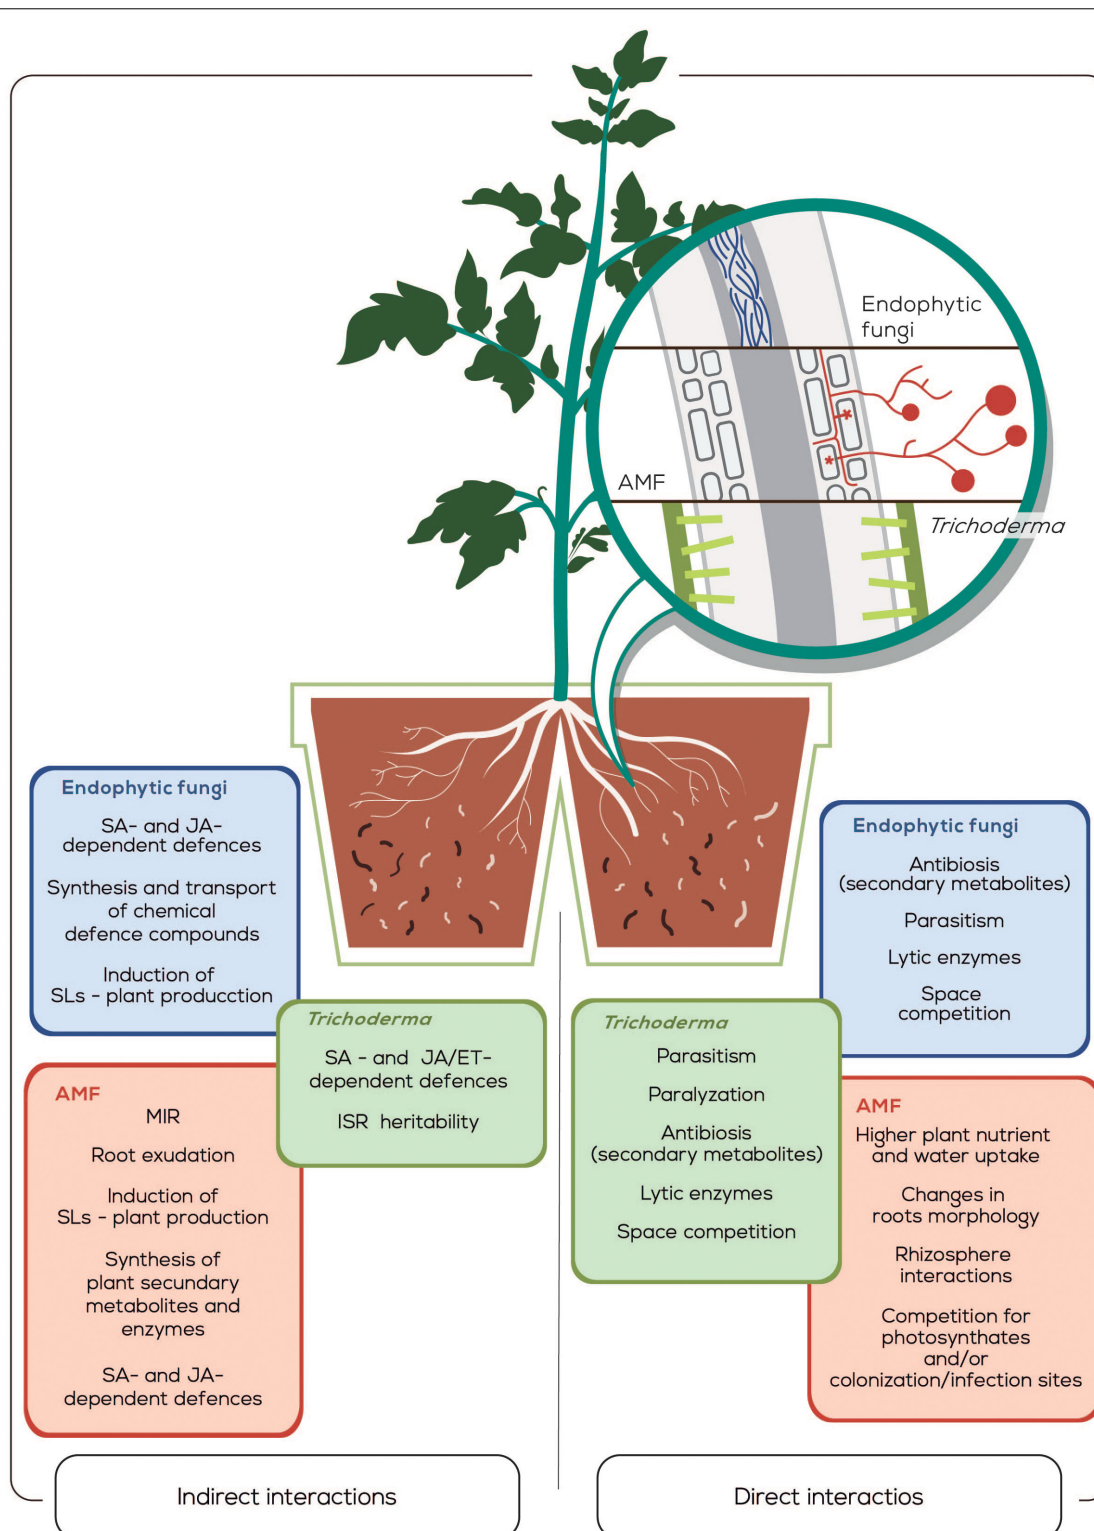 Endophytic
fungi
AMF
Trichoderma
Endophytic fungi
SA- and JA-
dependent defences
Synthesis and transport
of chemical
defence compounds
Induction of
SLs - plant producction
Trichoderma
SA - and JA/ET-
dependent defences
ISR heritability
AMF
MIR
Root exudation
Induction of
SLs - plant production
Synthesis of
plant secundary
metabolites and
enzymes
SA- and JA-
dependent defences
Indirect interactions
Endophytic fungi
Antibiosis
(secondary metabolites)
Parasitism
Lytic enzymes
Space
competition
Trichoderma
Parasitism
Paralyzation
Antibiosis
(secondary metabolites)
Lytic enzymes
Space competition
AMF
Higher plant nutrient
and water uptake
Changes in
roots morphology
Rhizosphere
interactions
Competition for
photosynthates
and/or
colonization/infection sites
Direct interactios